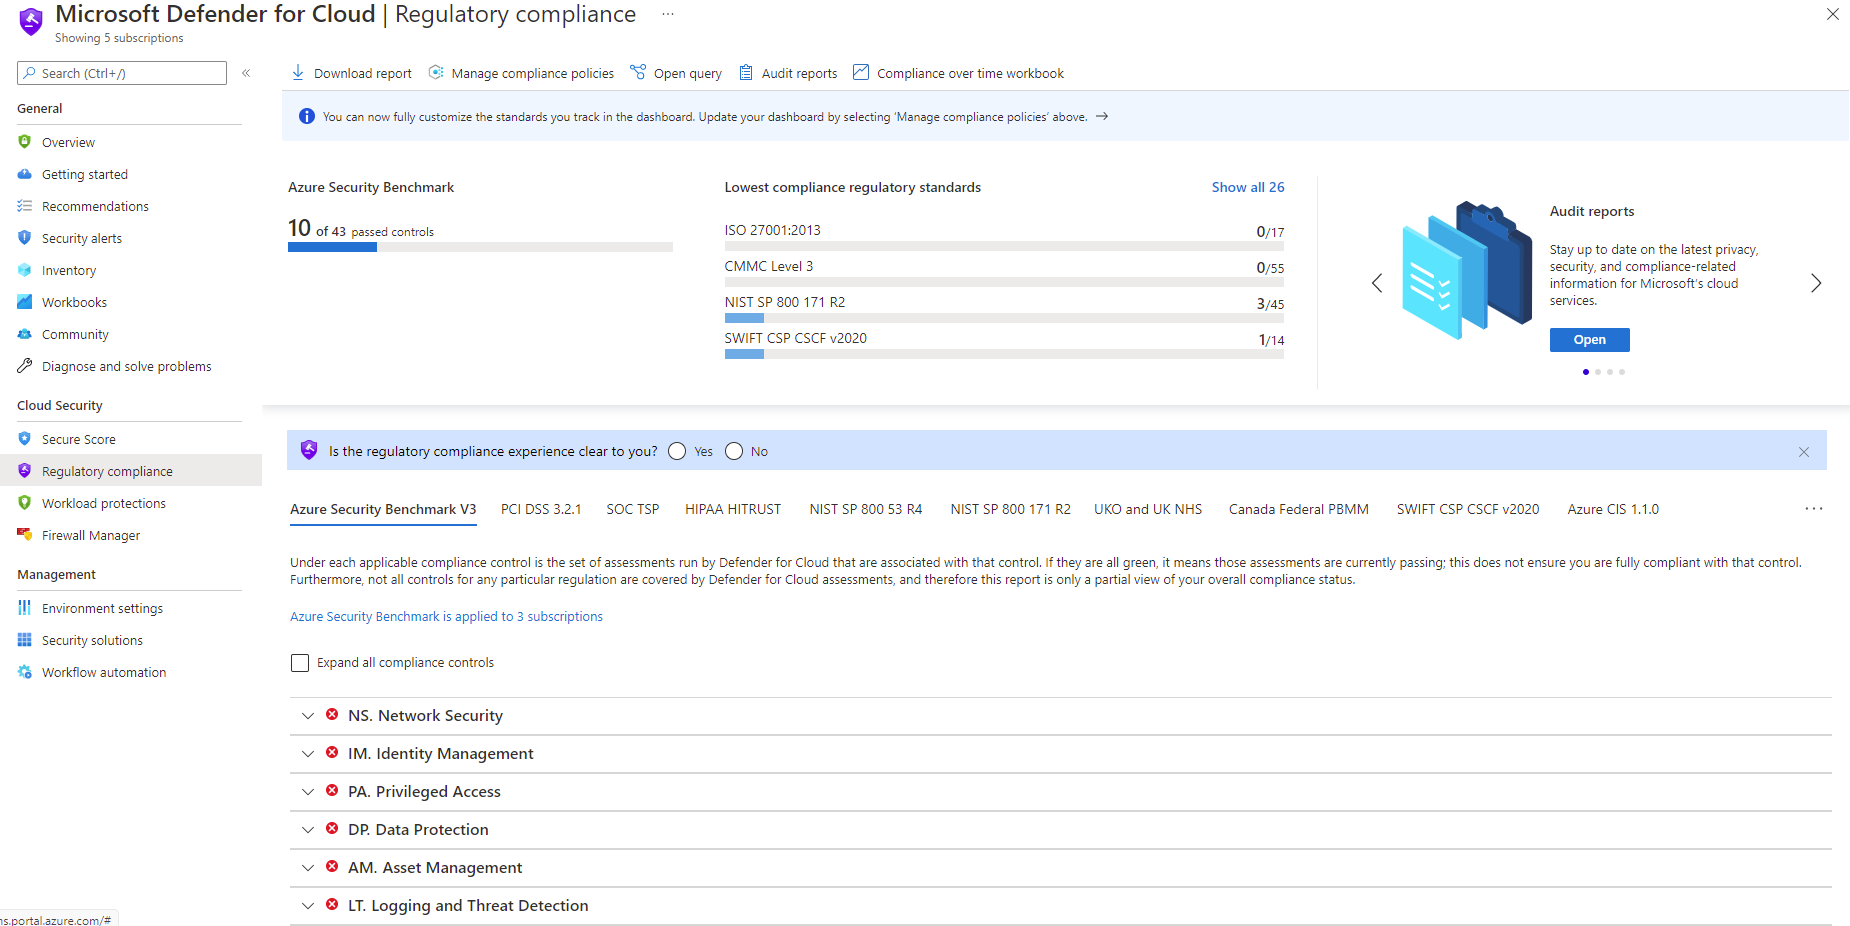 Microsoft Defender for Cloud | Regulatory compliance ...
Showing 5 subscriptions
Search (Ctrl+/)
«
General
Overview
Getting started
Recommendations
Security alerts
Inventory
Workbooks
Community
Diagnose and solve problems
Cloud Security
Secure Score
Regulatory compliance
Workload protections
Firewall Manager
Management
Environment settings
Security solutions
Workflow automation
Download report Manage compliance policies Open query Audit reports Compliance over time workbook
You can now fully customize the standards you track in the dashboard. Update your dashboard by selecting 'Manage compliance policies' above. →
Azure Security Benchmark
10 of 43 passed controls
Lowest compliance regulatory standards Show all 26
ISO 27001:2013 0/17
CMMC Level 3 0/55
NIST SP 800 171 R2 3/45
SWIFT CSP CSCF v2020 1/14
Audit reports
Stay up to date on the latest privacy,
security, and compliance-related
information for Microsoft's cloud
services.
Open
Is the regulatory compliance experience clear to you? Yes No
Azure Security Benchmark V3 PCI DSS 3.2.1 SOC TSP HIPAA HITRUST NIST SP 800 53 R4 NIST SP 800 171 R2 UKO and UK NHS Canada Federal PBMM SWIFT CSP CSCF v2020 Azure CIS 1.1.0 ...
Under each applicable compliance control is the set of assessments run by Defender for Cloud that are associated with that control. If they are all green, it means those assessments are currently passing; this does not ensure you are fully compliant with that control.
Furthermore, not all controls for any particular regulation are covered by Defender for Cloud assessments, and therefore this report is only a partial view of your overall compliance status.
Azure Security Benchmark is applied to 3 subscriptions
Expand all compliance controls
NS. Network Security
IM. Identity Management
PA. Privileged Access
DP. Data Protection
AM. Asset Management
LT. Logging and Threat Detection
ns.portal.azure.com/#